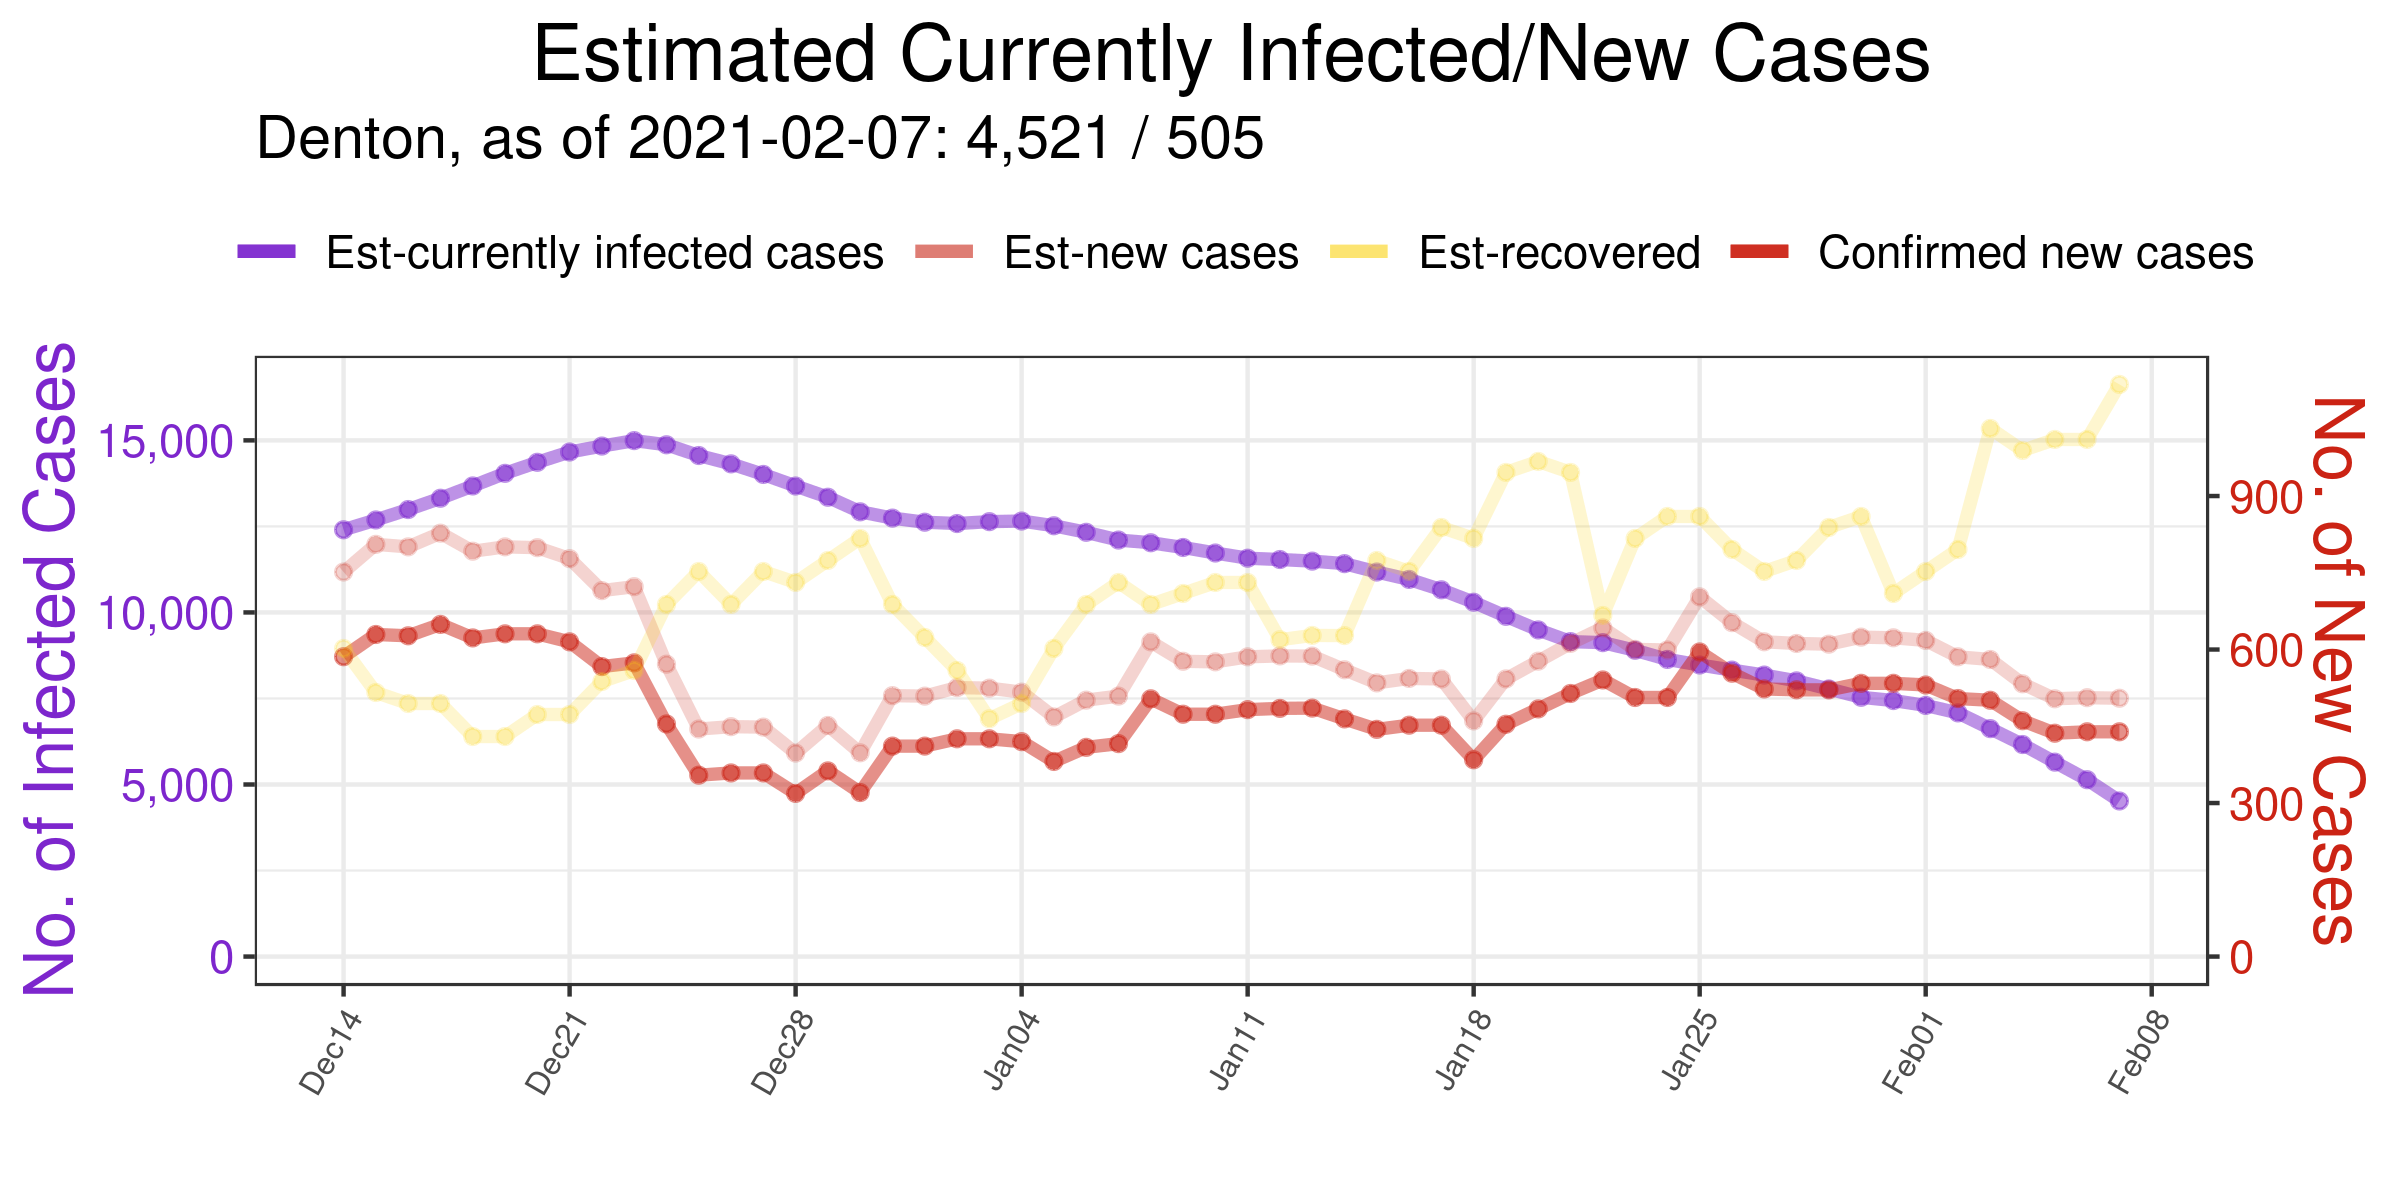 Estimated Currently Infected/New Cases
Denton, as of 2021-02-07: 4,521 / 505
Est-currently infected cases Est-new cases Est-recovered Confirmed new cases
No. of Infected Cases
15,000
10,000
5,000
0
900
600
300
0
No. of New Cases
Dec14 Dec21 Dec28 Jan04 Jan11 Jan18 Jan25 Feb01 Feb08